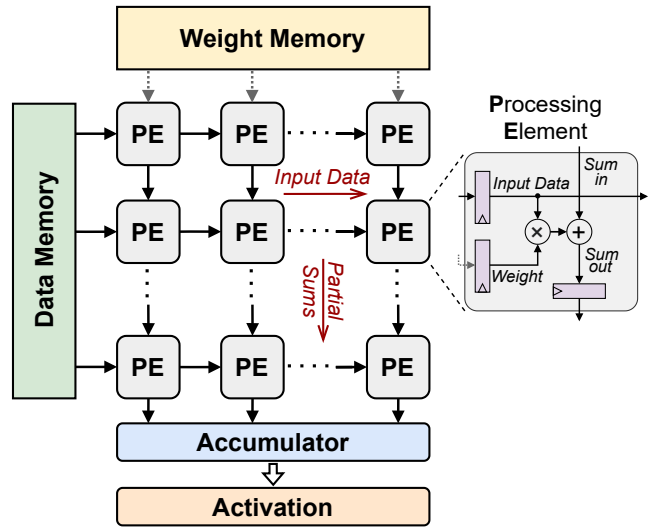 Weight Memory
Data Memory
PE
PE
PE
Input Data
PE
PE
PE
Partial
Sums
PE
PE
PE
Accumulator
Activation
Processing
Element
Sum
in
Input Data
×
+
Weight
Sum
out